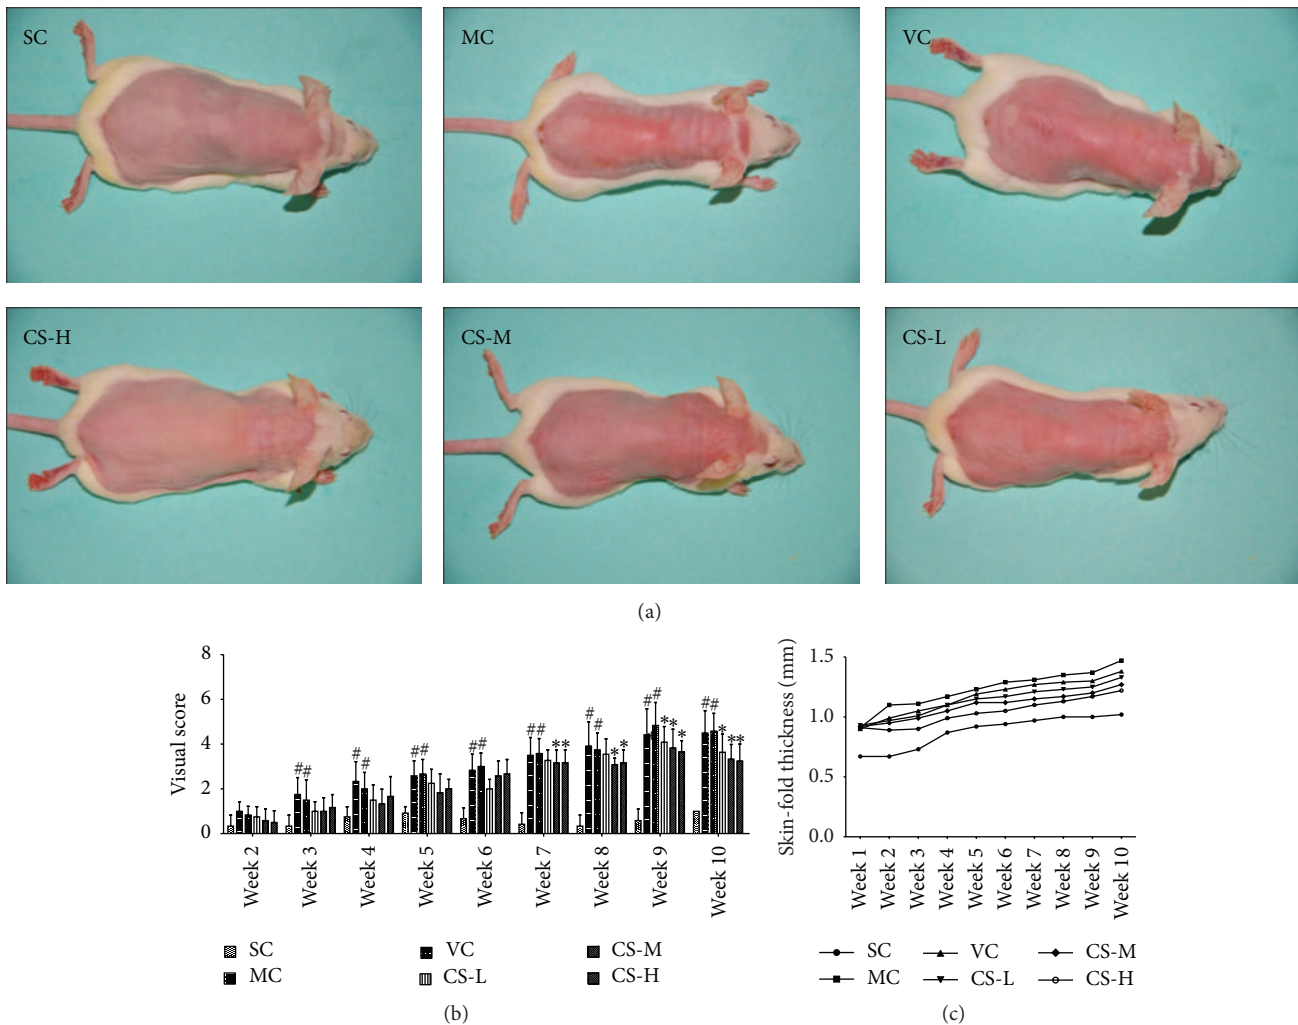 SC
MC
VC
CS-H
CS-M
CS-L
(a)
Visual score
8
6
4
2
0
# #
# #
# #
# #
## **
# # * *
# # * * *
# # * **
Week 2
Week 3
Week 4
Week 5
Week 6
Week 7
Week 8
Week 9
Week 10
SC
MC
VC
CS-L
CS-M
CS-H
(b)
Skin-fold thickness (mm)
1.5
1.0
0.5
0.0
Week 1
Week 2
Week 3
Week 4
Week 5
Week 6
Week 7
Week 8
Week 9
Week 10
SC
MC
VC
CS-L
CS-M
CS-H
(c)